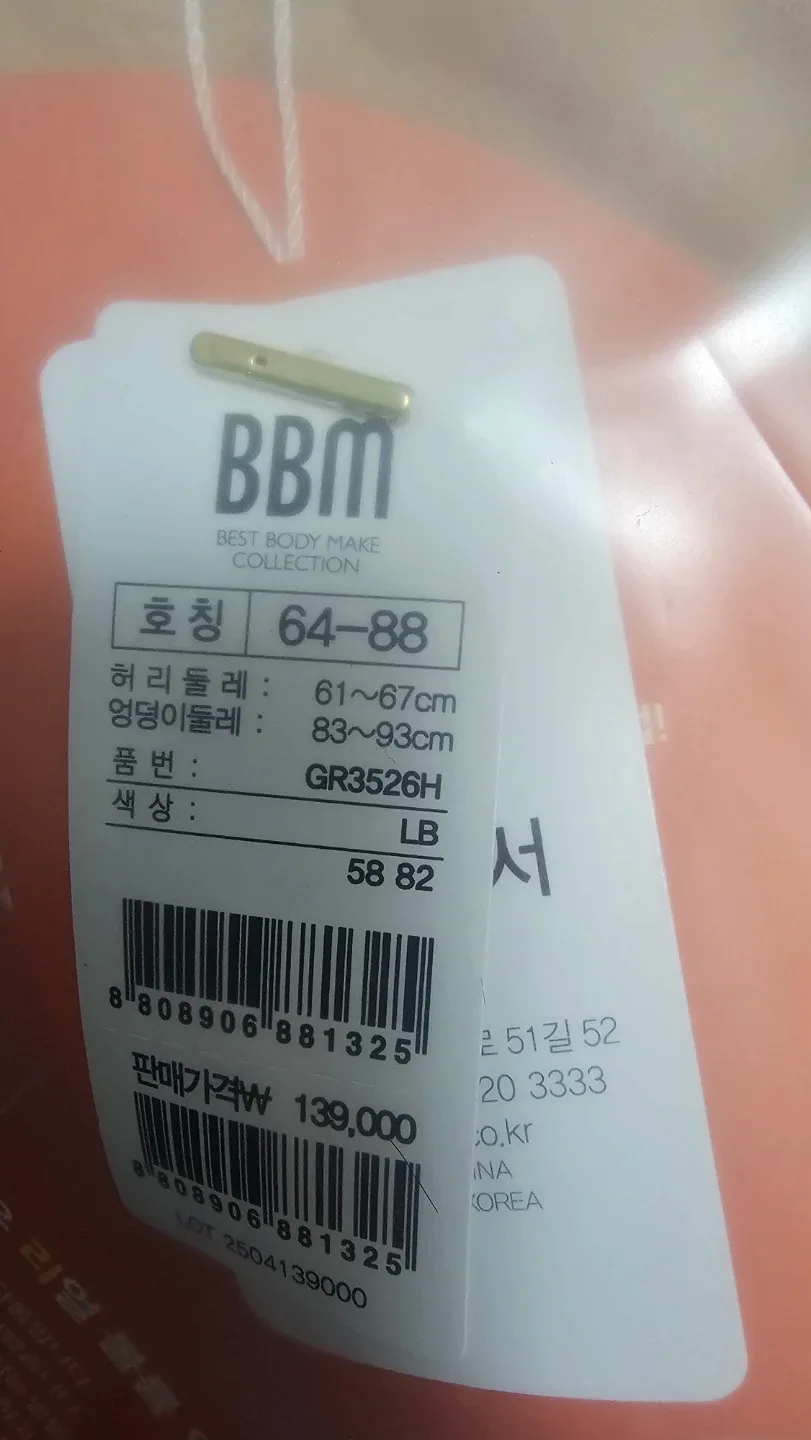 BBM
BEST BODY MAKE
COLLECTION
호 칭 64-88
허 리 둘 레 : 61~67cm
엉덩이둘레 : 83~93cm
품 번 : GR3526H
색 상 : LB
58 82
8 808906 881325
판매가격₩ 139,000
8 808906 881325
LOT 2504139000
서
로 51길 52
20 3333
.co.kr
INA
KOREA